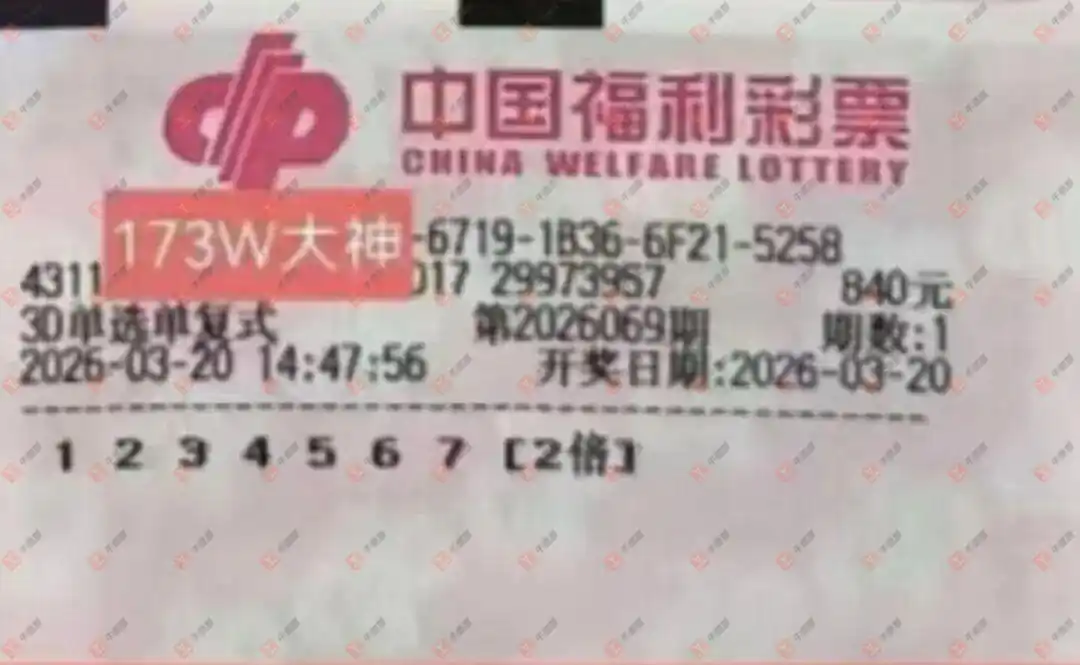 中国福利彩票
CHINA WELFARE LOTTERY
173W大神
-6719-1B36-6F21-5258
4311 017 29973957 840元
3D单选单复式 第2026069期 期数:1
2026-03-20 14:47:56 开奖日期:2026-03-20
1 2 3 4 5 6 7 [2倍]